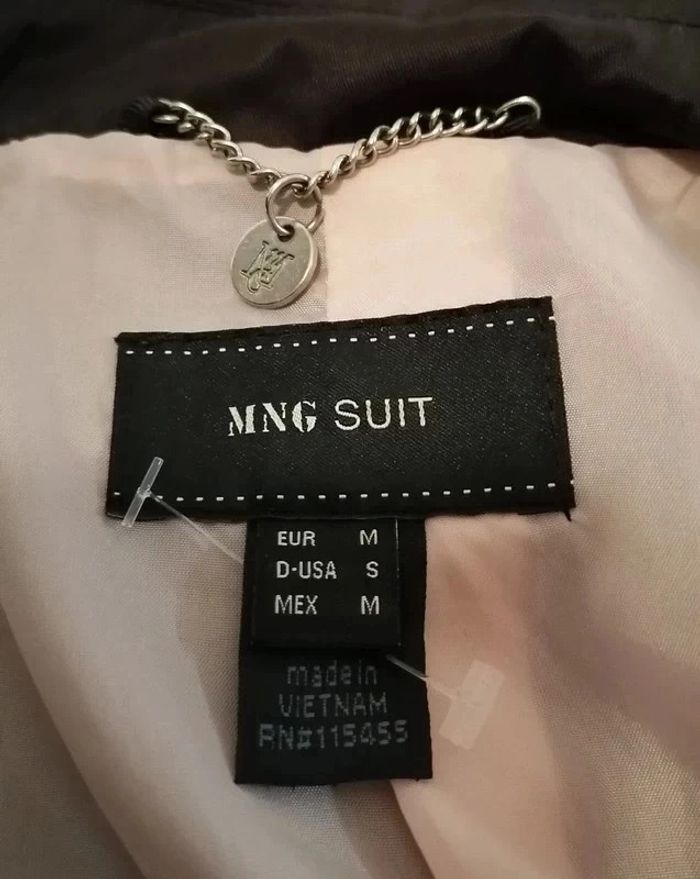 MNG SUIT
EUR M
D-USA S
MEX M
made in
VIETNAM
RN#115455